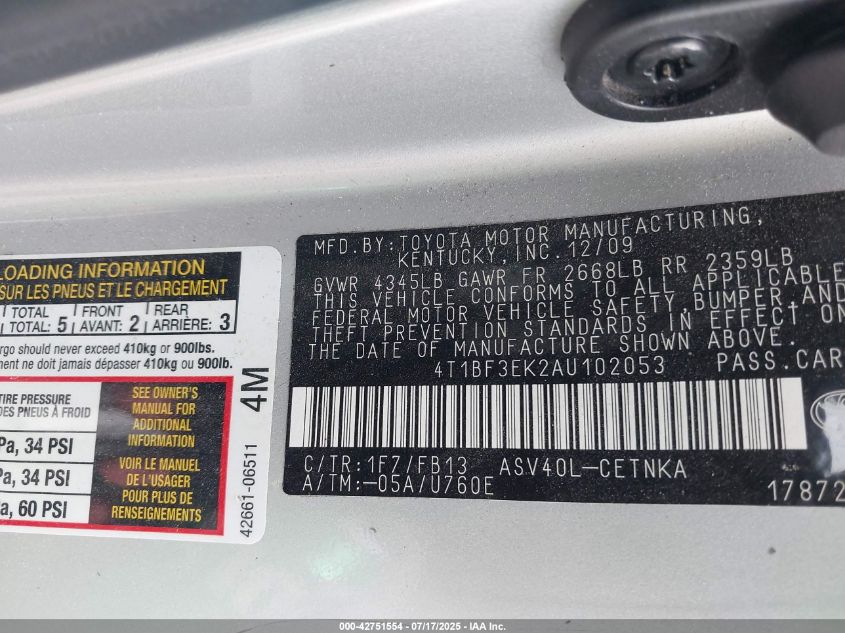 LOADING INFORMATION
SUR LES PNEUS ET LE CHARGEMENT
TOTAL FRONT REAR
TOTAL: 5 AVANT: 2 ARRIÈRE: 3
should never exceed 410kg or 900lbs.
ne doit jamais dépasser 410kg ou 900lb.
TIRE PRESSURE
DES PNEUS À FROID
Pa, 34 PSI
Pa, 34 PSI
60 PSI
SEE OWNER'S
MANUAL FOR
ADDITIONAL
INFORMATION
VOIR LE MANUEL
DE L'USAGER
POUR PLUS DE
RENSEIGNEMENTS
4M
42661-06511
MFD.BY:TOYOTA MOTOR MANUFACTURING,
KENTUCKY, INC. 12/09
GVWR 4345LB GAWR FR 2668LB RR 2359LB
THIS VEHICLE CONFORMS TO ALL APPLICABLE
FEDERAL MOTOR VEHICLE SAFETY,BUMPER,AND
THEFT PREVENTION STANDARDS IN EFFECT ON
THE DATE OF MANUFACTURE SHOWN ABOVE.
4T1BF3EK2AU102053 PASS.CAR
C/TR:1F7/FB13 ASV40L-CETNKA
A/TM:-05A/U760E
17872
000-42751554 - 07/17/2025 - IAA Inc.